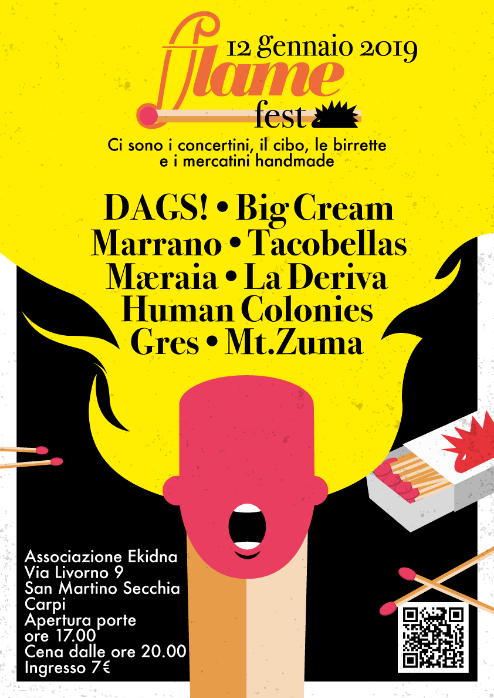 12 gennaio 2019
flame
fest
Ci sono i concertini, il cibo, le birrette
e i mercatini handmade
DAGS! • Big Cream
Marrano • Tacobellas
Mæraia • La Deriva
Human Colonies
Gres • Mt.Zuma
Associazione Ekidna
Via Livorno 9
San Martino Secchia
Carpi
Apertura porte
ore 17.00
Cena dalle ore 20.00
Ingresso 7€